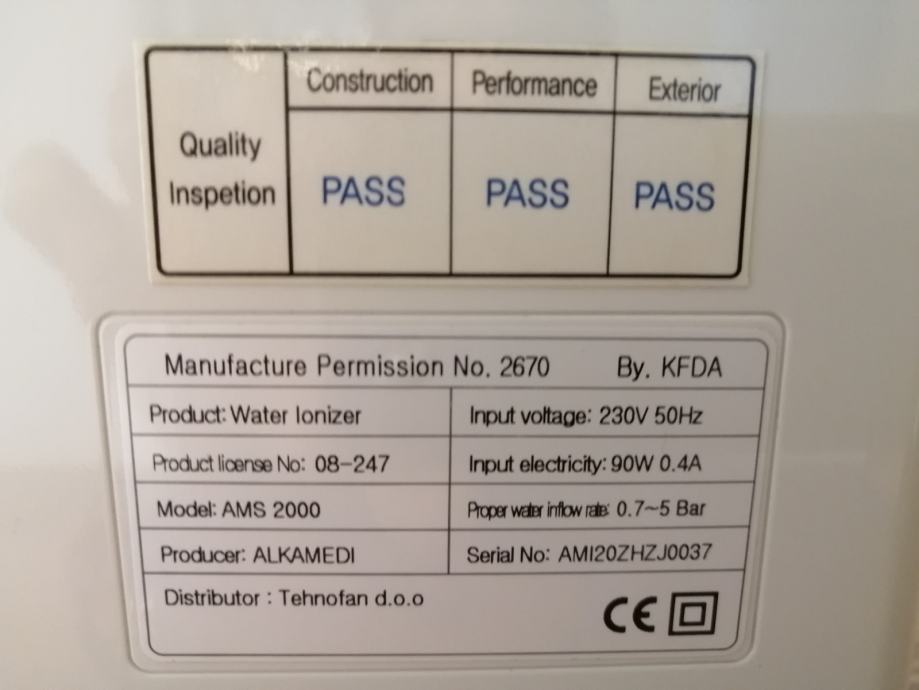 Construction Performance Exterior
Quality
Inspetion PASS PASS PASS
Manufacture Permission No. 2670 By. KFDA
Product: Water Ionizer Input voltage: 230V 50Hz
Product license No: 08-247 Input electricity: 90W 0.4A
Model: AMS 2000 Proper water inflow rate: 0.7~5 Bar
Producer: ALKAMEDI Serial No: AMI20ZHZJ0037
Distributor : Tehnofan d.o.o
CE